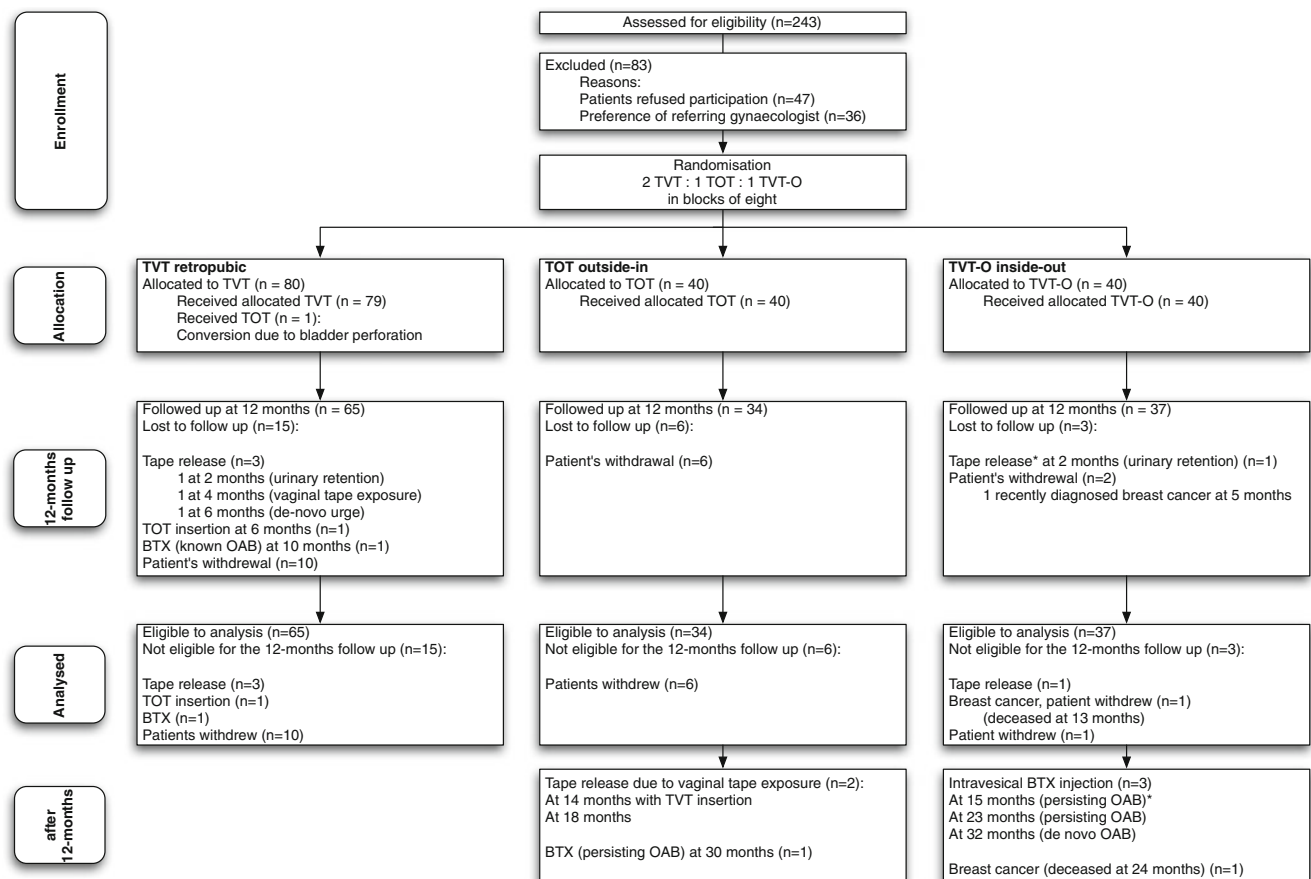 Enrollment
Assessed for eligibility (n=243)
Excluded (n=83)
Reasons:
Patients refused participation (n=47)
Preference of referring gynaecologist (n=36)
Randomisation
2 TVT : 1 TOT : 1 TVT-O
in blocks of eight
Allocation
TVT retropubic
Allocated to TVT (n = 80)
Received allocated TVT (n = 79)
Received TOT (n = 1):
Conversion due to bladder perforation
TOT outside-in
Allocated to TOT (n = 40)
Received allocated TOT (n = 40)
TVT-O inside-out
Allocated to TVT-O (n = 40)
Received allocated TVT-O (n = 40)
12-months
follow up
Followed up at 12 months (n = 65)
Lost to follow up (n=15):
Tape release (n=3)
1 at 2 months (urinary retention)
1 at 4 months (vaginal tape exposure)
1 at 6 months (de-novo urge)
TOT insertion at 6 months (n=1)
BTX (known OAB) at 10 months (n=1)
Patient's withdrewal (n=10)
Followed up at 12 months (n = 34)
Lost to follow up (n=6):
Patient's withdrawal (n=6)
Followed up at 12 months (n = 37)
Lost to follow up (n=3):
Tape release* at 2 months (urinary retention) (n=1)
Patient's withdrewal (n=2)
1 recently diagnosed breast cancer at 5 months
Analysed
Eligible to analysis (n=65)
Not eligible for the 12-months follow up (n=15):
Tape release (n=3)
TOT insertion (n=1)
BTX (n=1)
Patients withdrew (n=10)
Eligible to analysis (n=34)
Not eligible for the 12-months follow up (n=6):
Patients withdrew (n=6)
Eligible to analysis (n=37)
Not eligible for the 12-months follow up (n=3):
Tape release (n=1)
Breast cancer, patient withdrew (n=1)
(deceased at 13 months)
Patient withdrew (n=1)
after
12-months
Tape release due to vaginal tape exposure (n=2):
At 14 months with TVT insertion
At 18 months
BTX (persisting OAB) at 30 months (n=1)
Intravesical BTX injection (n=3)
At 15 months (persisting OAB)*
At 23 months (persisting OAB)
At 32 months (de novo OAB)
Breast cancer (deceased at 24 months) (n=1)